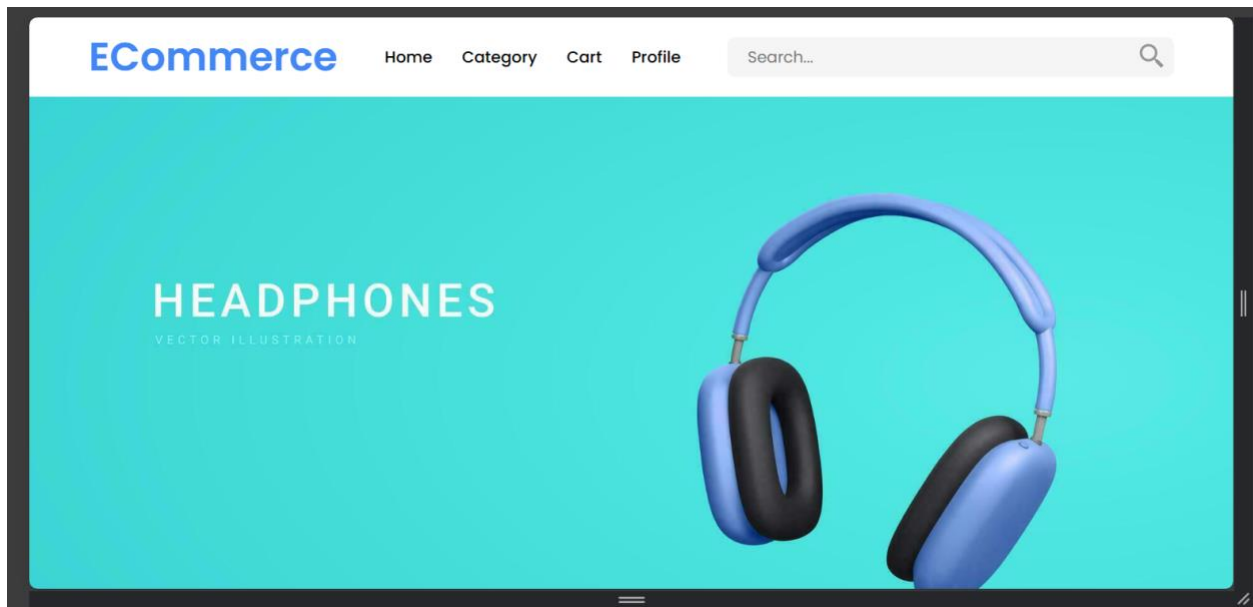 ECommerce Home Category Cart Profile Search...
HEADPHONES
VECTOR ILLUSTRATION